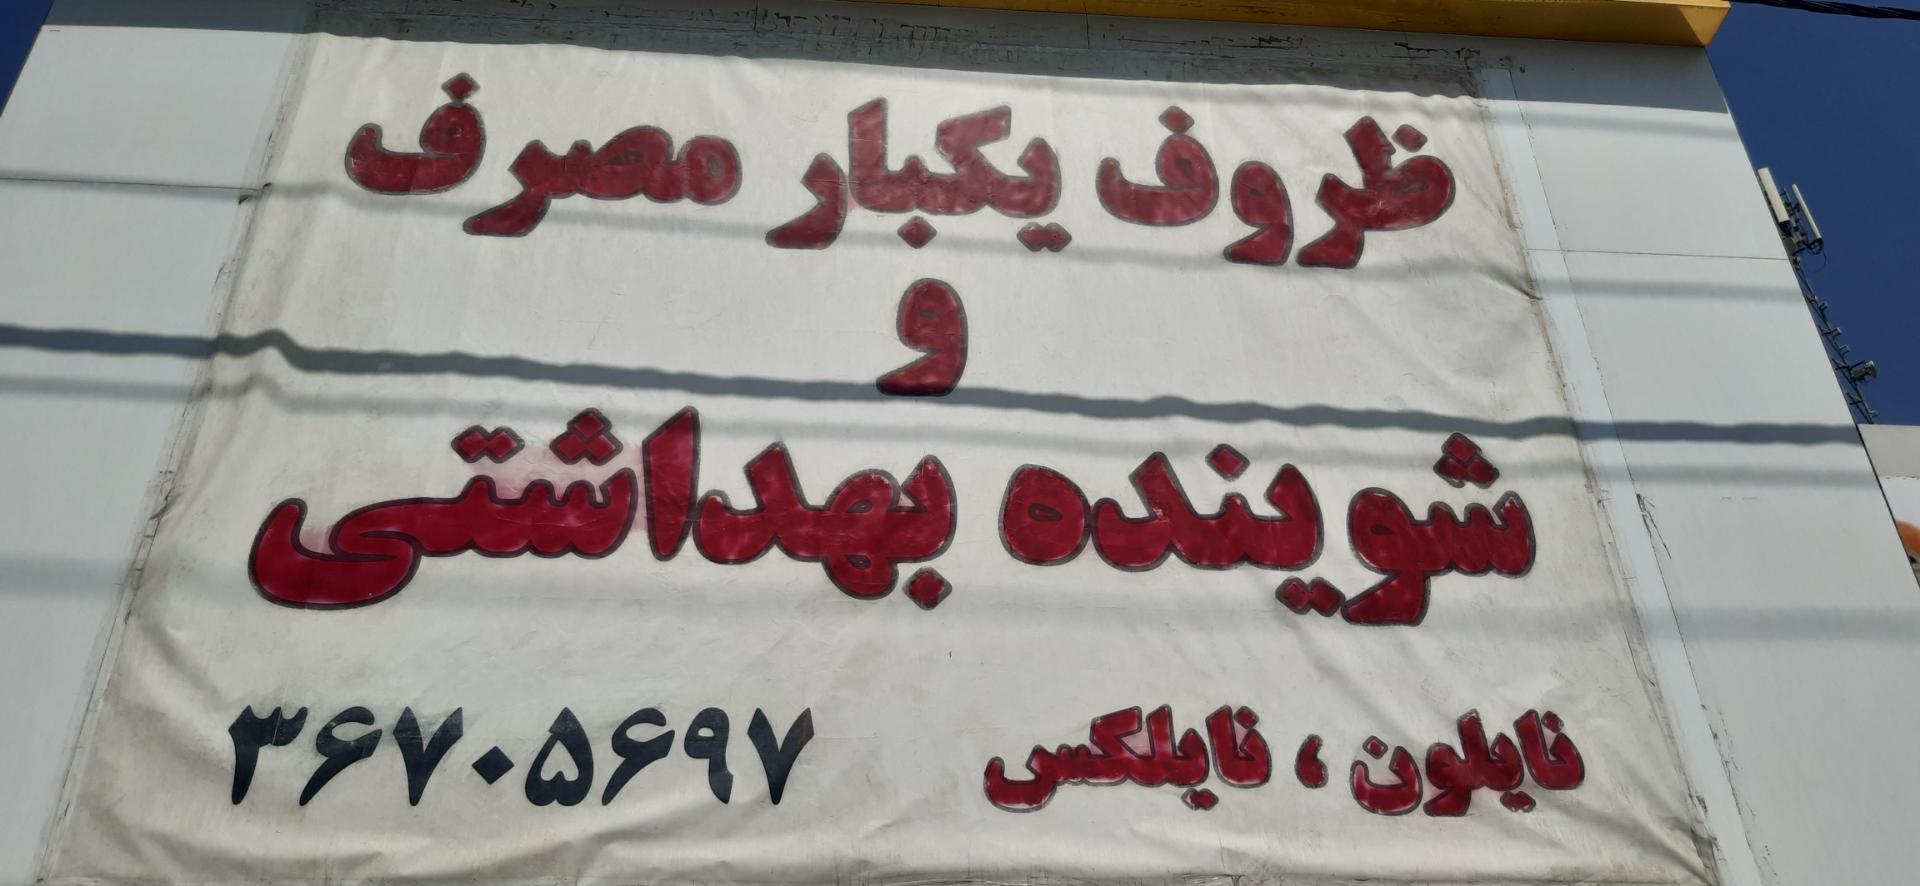 ظروف یکبار مصرف
و
شوینده بهداشتی
نایلون ، نایلکس ۳۶۷۰۵۶۹۷